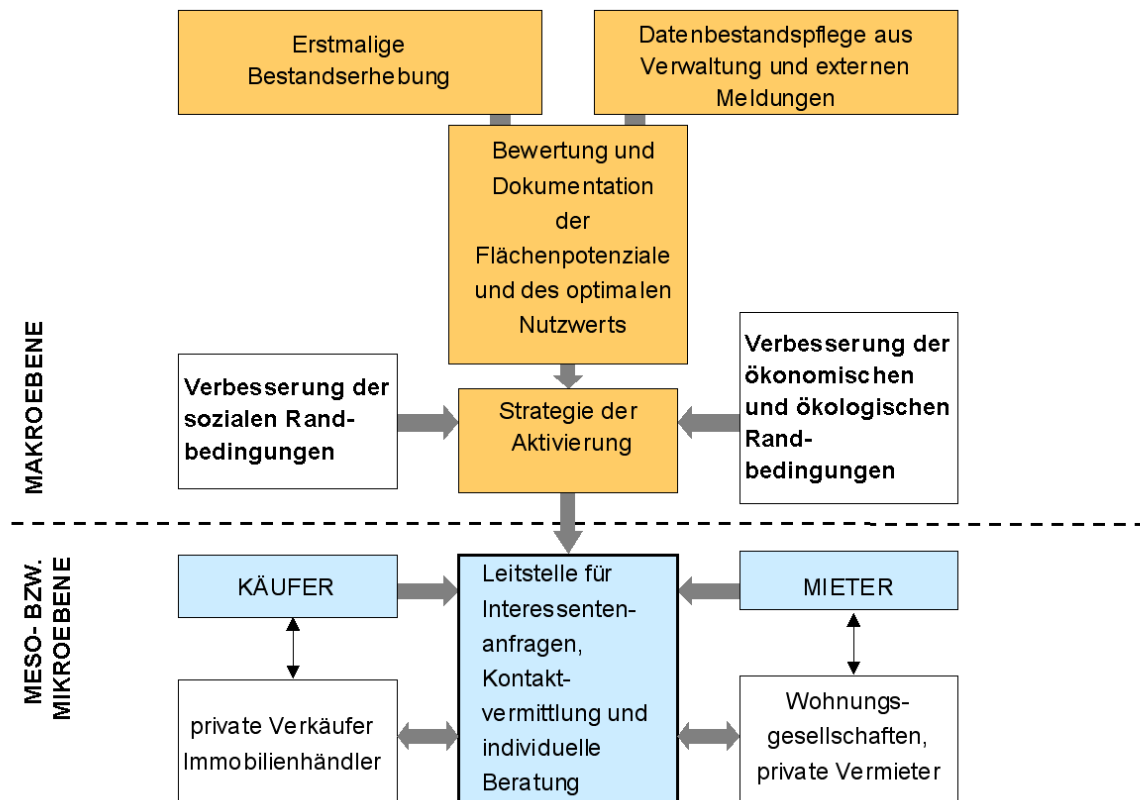 Erstmalige
Bestandserhebung
Datenbestandspflege aus
Verwaltung und externen
Meldungen
Bewertung und
Dokumentation
der
Flächenpotenziale
und des optimalen
Nutzwerts
MAKROEBENE
Verbesserung der
sozialen Rand-
bedingungen
Strategie der
Aktivierung
Verbesserung der
ökonomischen
und ökologischen
Rand-
bedingungen
MESO- BZW.
MIKROEBENE
KÄUFER
Leitstelle für
Interessenten-
anfragen,
Kontakt-
vermittlung und
individuelle
Beratung
MIETER
private Verkäufer
Immobilienhändler
Wohnungs-
gesellschaften,
private Vermieter